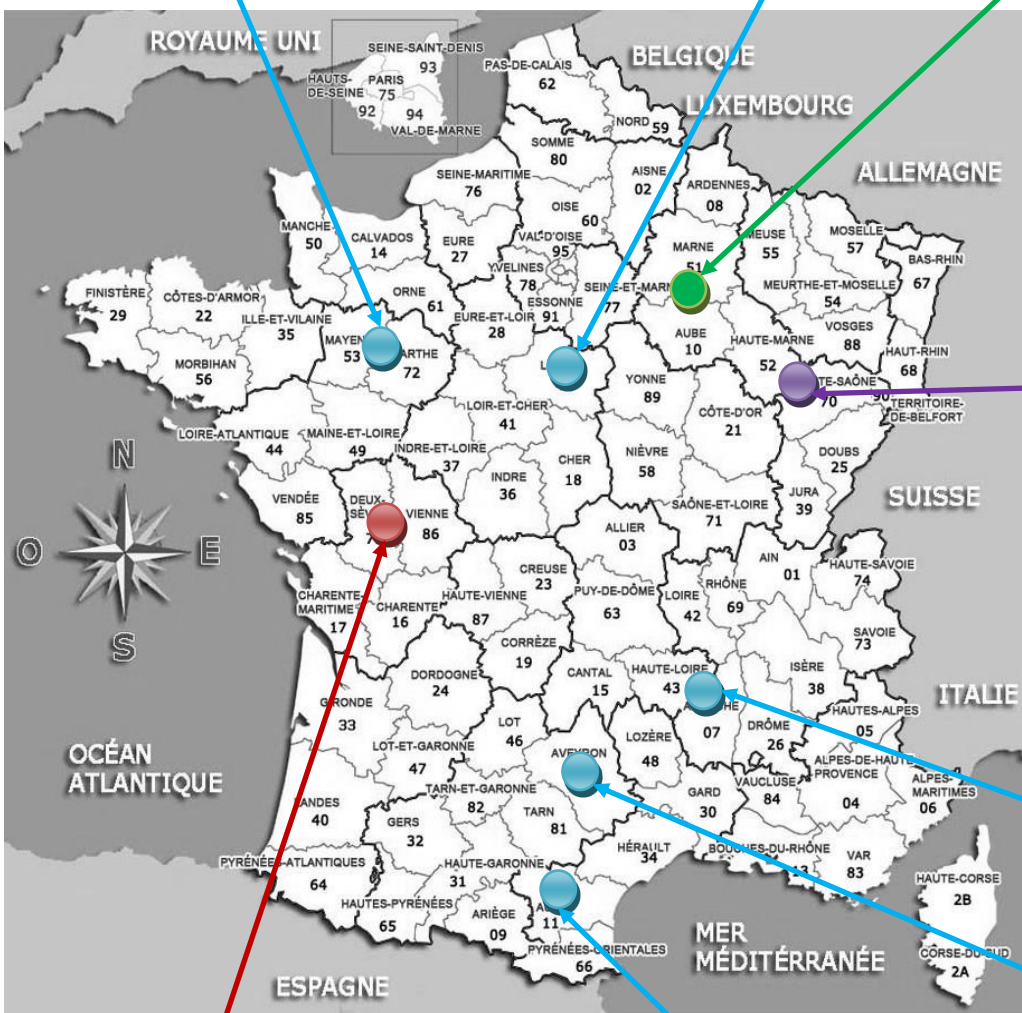 ROYAUME UNI
SEINE-SAINT-DENIS
93
HAUTS-
DE-SEINE
PARIS
75
92
94
VAL-DE-MARNE
BELGIQUE
LUXEMBOURG
ALLEMAGNE
PAS-DE-CALAIS
62
NORD 59
SOMME
80
AISNE
02
ARDENNES
08
SEINE-MARITIME
76
OISE
60
MANCHE
50
CALVADOS
14
EURE
27
VAL-D'OISE
95
YVELINES
78
ESSONNE
91
SEINE-ET-MARN
77
MARNE
51
MEUSE
55
MOSELLE
57
BAS-RHIN
67
MEURTHE-ET-MOSELLE
54
FINISTÈRE
29
CÔTES-D'ARMOR
22
ILLE-ET-VILAINE
35
ORNE
61
EURE-ET-LOIR
28
AUBE
10
HAUTE-MARNE
52
VOSGES
88
HAUT-RHIN
68
MORBIHAN
56
MAYEN
53
ARTHE
72
YONNE
89
TE-SAÔNE
70
90
TERRITOIRE-
DE-BELFORT
LOIR-ET-CHER
41
CÔTE-D'OR
21
LOIRE-ATLANTIQUE
44
MAINE-ET-LOIRE
49
INDRE-ET-LOIRE
37
CHER
18
NIÈVRE
58
DOUBS
25
INDRE
36
JURA
39
SUISSE
VENDÉE
85
DEUX-
SÈV
VIENNE
86
SAÔNE-ET-LOIRE
71
ALLIER
03
N
O
E
S
CREUSE
23
AIN
01
HAUTE-SAVOIE
74
CHARENTE-
MARITIME
17
CHARENTE
16
HAUTE-VIENNE
87
PUY-DE-DÔME
63
LOIRE
42
RHÔNE
69
SAVOIE
73
CORRÈZE
19
DORDOGNE
24
CANTAL
15
HAUTE-LOIRE
43
ISÈRE
38
ITALIE
GIRONDE
33
LOT
46
LOZÈRE
48
07
DRÔME
26
HAUTES-ALPES
05
OCÉAN
ATLANTIQUE
LOT-ET-GARONNE
47
AVEYRON
ALPES-DE-HAUTE-
PROVENCE
04
ALPES-
MARITIMES
06
TARN-ET-GARONNE
82
GARD
30
VAUCLUSE
84
LANDES
40
GERS
32
TARN
81
HÉRAULT
34
BOUCHES-DU-RHÔNE
13
VAR
83
PYRÉNÉES-ATLANTIQUES
64
HAUTE-GARONNE
31
HAUTE-CORSE
2B
HAUTES-PYRÉNÉES
65
ARIÈGE
09
11
PYRÉNÉES-ORIENTALES
66
MER
MÉDITÉRRANÉE
CORSE-DU-SUD
2A
ESPAGNE